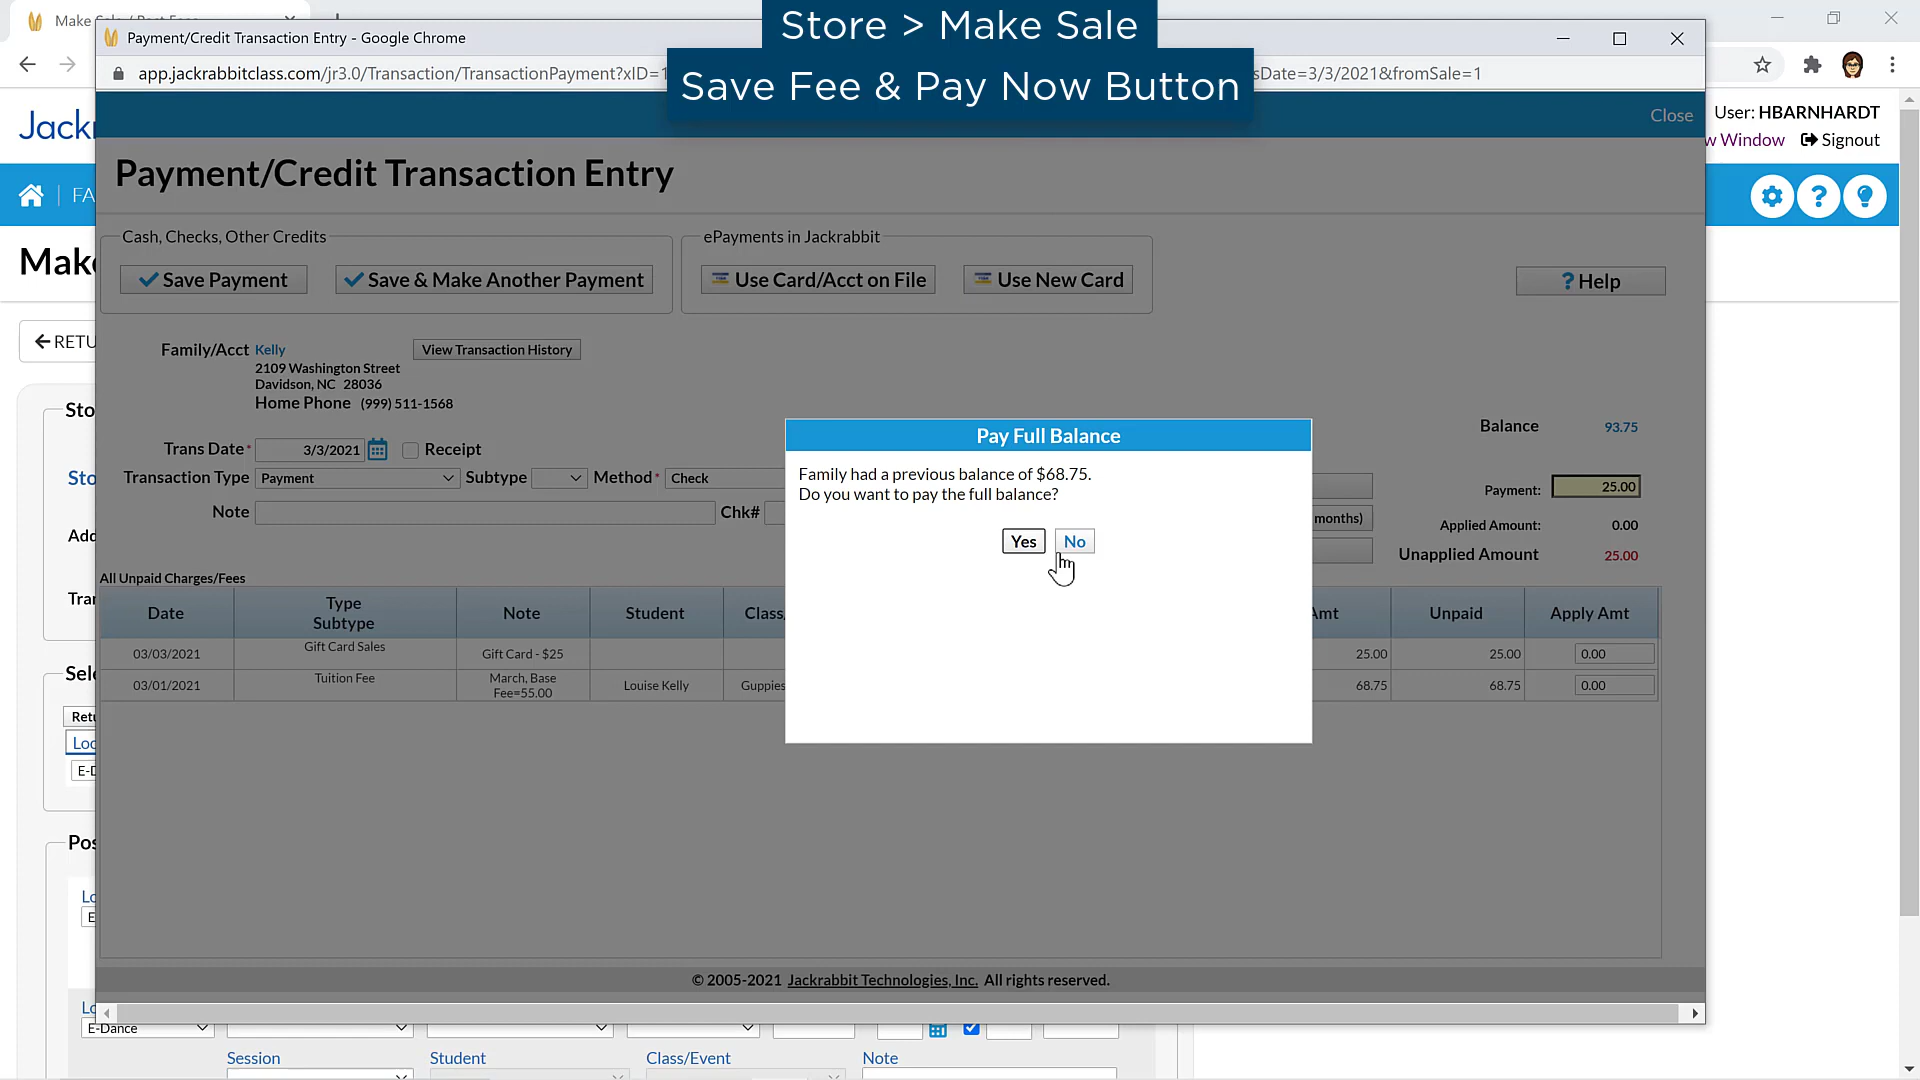 Make Sale / Post Fees
Payment/Credit Transaction Entry - Google Chrome
Store > Make Sale
Save Fee & Pay Now Button
app.jackrabbitclass.com/jr3.0/Transaction/TransactionPayment?xID=1
sDate=3/3/2021&fromSale=1
Close
User: HBARNHARDT
w Window
Signout
Jackr
FA
Payment/Credit Transaction Entry
Make
Cash, Checks, Other Credits
ePayments in Jackrabbit
Save Payment
Save & Make Another Payment
Use Card/Acct on File
Use New Card
? Help
RETU
Family/Acct Kelly
View Transaction History
2109 Washington Street
Davidson, NC 28036
Home Phone (999) 511-1568
Sto
Balance 93.75
Pay Full Balance
Trans Date* 3/3/2021
Receipt
Family had a previous balance of $68.75.
Do you want to pay the full balance?
Sto
Transaction Type Payment
Subtype
Method* Check
Payment: 25.00
Note
Chk#
months)
Applied Amount: 0.00
Add
Yes
No
Unapplied Amount 25.00
All Unpaid Charges/Fees
Tran
Date
Type
Subtype
Note
Student
Class
Amt
Unpaid
Apply Amt
03/03/2021
Gift Card Sales
Gift Card - $25
25.00
25.00
0.00
Sele
03/01/2021
Tuition Fee
March, Base
Fee=55.00
Louise Kelly
Guppies
68.75
68.75
0.00
Retu
Loc
E-D
Pos
Lo
E
© 2005-2021 Jackrabbit Technologies, Inc. All rights reserved.
Lo
E-Dance
Session
Student
Class/Event
Note